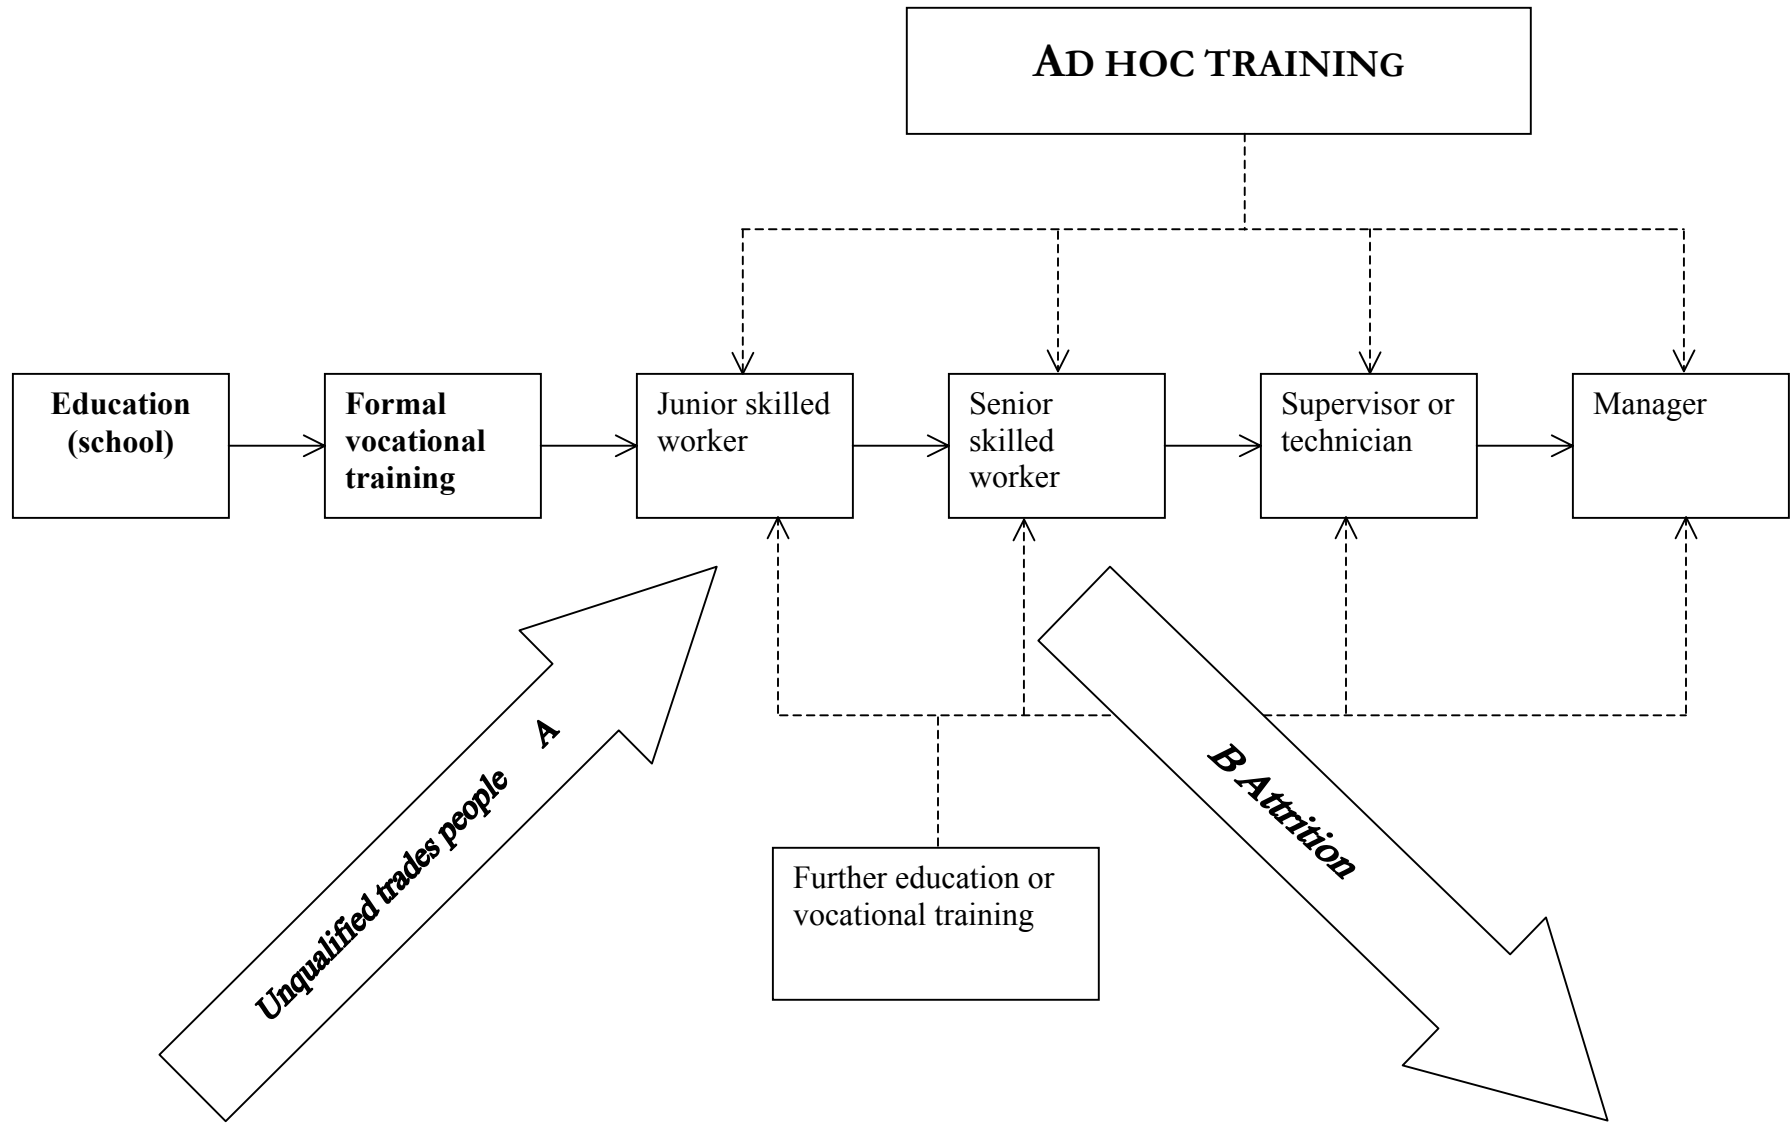 AD HOC TRAINING
Education
(school)
Formal
vocational
training
Junior skilled
worker
Senior
skilled
worker
Supervisor or
technician
Manager
Unqualified trades people A
B Attrition
Further education or
vocational training